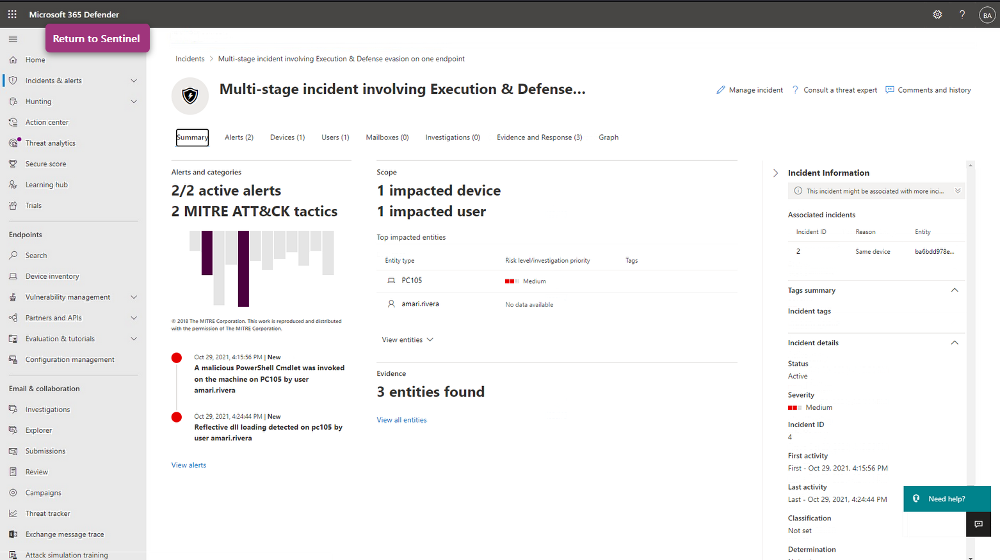 Microsoft 365 Defender
?
BA
Return to Sentinel
Home
Incidents & alerts
Hunting
Action center
Threat analytics
Secure score
Learning hub
Trials
Endpoints
Search
Device inventory
Vulnerability management
Partners and APIs
Evaluation & tutorials
Configuration management
Email & collaboration
Investigations
Explorer
Submissions
Review
Campaigns
Threat tracker
Exchange message trace
Attack simulation training
Incidents > Multi-stage incident involving Execution & Defense evasion on one endpoint
Multi-stage incident involving Execution & Defense...
Manage incident ? Consult a threat expert Comments and history
Summary Alerts (2) Devices (1) Users (1) Mailboxes (0) Investigations (0) Evidence and Response (3) Graph
Alerts and categories
2/2 active alerts
2 MITRE ATT&CK tactics
© 2018 The MITRE Corporation. This work is reproduced and distributed
with the permission of The MITRE Corporation.
Oct 29, 2021, 4:15:56 PM | New
A malicious PowerShell Cmdlet was invoked
on the machine on PC105 by user
amari.rivera
Oct 29, 2021, 4:24:44 PM | New
Reflective dll loading detected on pc105 by
user amari.rivera
View alerts
Scope
1 impacted device
1 impacted user
Top impacted entities
Entity type Risk level/investigation priority Tags
PC105 Medium
amari.rivera No data available
View entities
Evidence
3 entities found
View all entities
Incident Information
This incident might be associated with more inci...
Associated incidents
Incident ID Reason Entity
2 Same device ba6bdd978e...
Tags summary
Incident tags
Incident details
Status
Active
Severity
Medium
Incident ID
4
First activity
First - Oct 29, 2021, 4:15:56 PM
Last activity
Last - Oct 29, 2021, 4:24:44 PM
Classification
Not set
Determination
Need help?